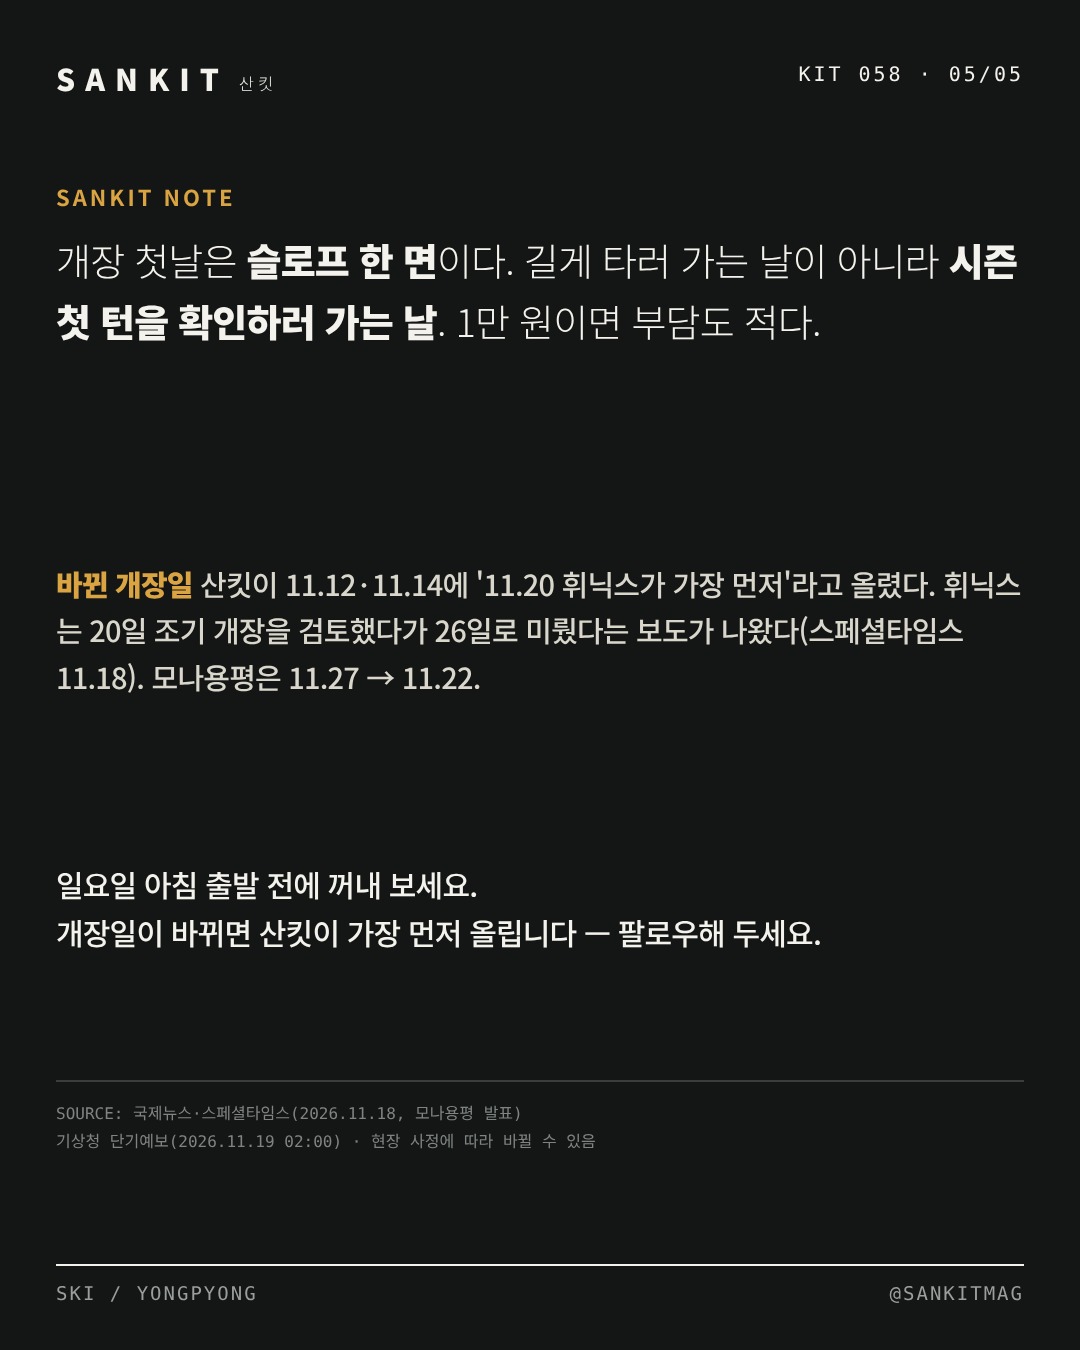 SANKIT 산킷
KIT 058 · 05/05
SANKIT NOTE
개장 첫날은 슬로프 한 면이다. 길게 타러 가는 날이 아니라 시즌
첫 턴을 확인하러 가는 날. 1만 원이면 부담도 적다.
바뀐 개장일 산킷이 11.12·11.14에 '11.20 휘닉스가 가장 먼저'라고 올렸다. 휘닉스
는 20일 조기 개장을 검토했다가 26일로 미뤘다는 보도가 나왔다(스페셜타임스
11.18). 모나용평은 11.27 → 11.22.
일요일 아침 출발 전에 꺼내 보세요.
개장일이 바뀌면 산킷이 가장 먼저 올립니다 — 팔로우해 두세요.
SOURCE: 국제뉴스·스페셜타임스(2026.11.18, 모나용평 발표)
기상청 단기예보(2026.11.19 02:00) · 현장 사정에 따라 바뀔 수 있음
SKI / YONGPYONG
@SANKITMAG